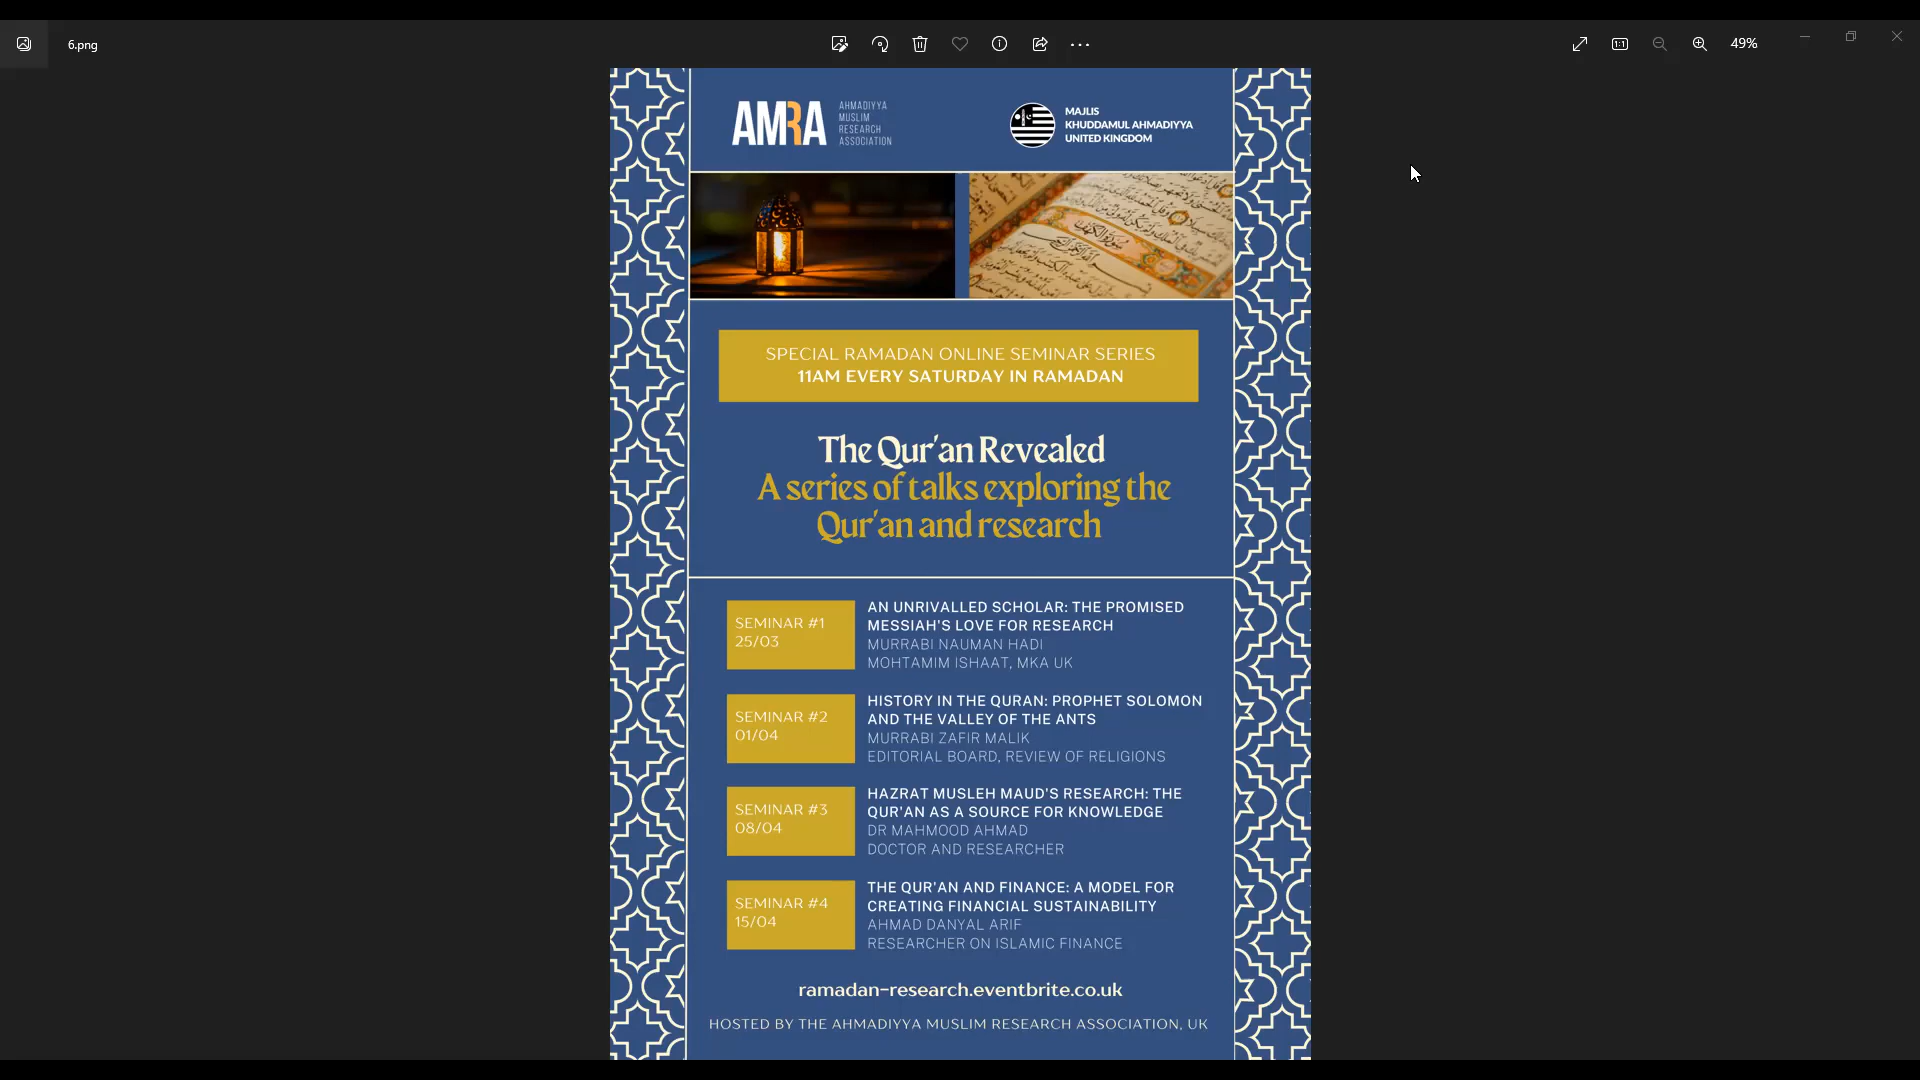 6.png
49%
AMRA
AHMADIYYA
MUSLIM
RESEARCH
ASSOCIATION
MAJLIS
KHUDDAMUL AHMADIYYA
UNITED KINGDOM
SPECIAL RAMADAN ONLINE SEMINAR SERIES
11AM EVERY SATURDAY IN RAMADAN
The Qur'an Revealed
A series of talks exploring the
Qur'an and research
SEMINAR #1
25/03
AN UNRIVALLED SCHOLAR: THE PROMISED
MESSIAH'S LOVE FOR RESEARCH
MURRABI NAUMAN HADI
MOHTAMIM ISHAAT, MKA UK
SEMINAR #2
01/04
HISTORY IN THE QURAN: PROPHET SOLOMON
AND THE VALLEY OF THE ANTS
MURRABI ZAFIR MALIK
EDITORIAL BOARD, REVIEW OF RELIGIONS
SEMINAR #3
08/04
HAZRAT MUSLEH MAUD'S RESEARCH: THE
QUR'AN AS A SOURCE FOR KNOWLEDGE
DR MAHMOOD AHMAD
DOCTOR AND RESEARCHER
SEMINAR #4
15/04
THE QUR'AN AND FINANCE: A MODEL FOR
CREATING FINANCIAL SUSTAINABILITY
AHMAD DANYAL ARIF
RESEARCHER ON ISLAMIC FINANCE
ramadan-research.eventbrite.co.uk
HOSTED BY THE AHMADIYYA MUSLIM RESEARCH ASSOCIATION, UK